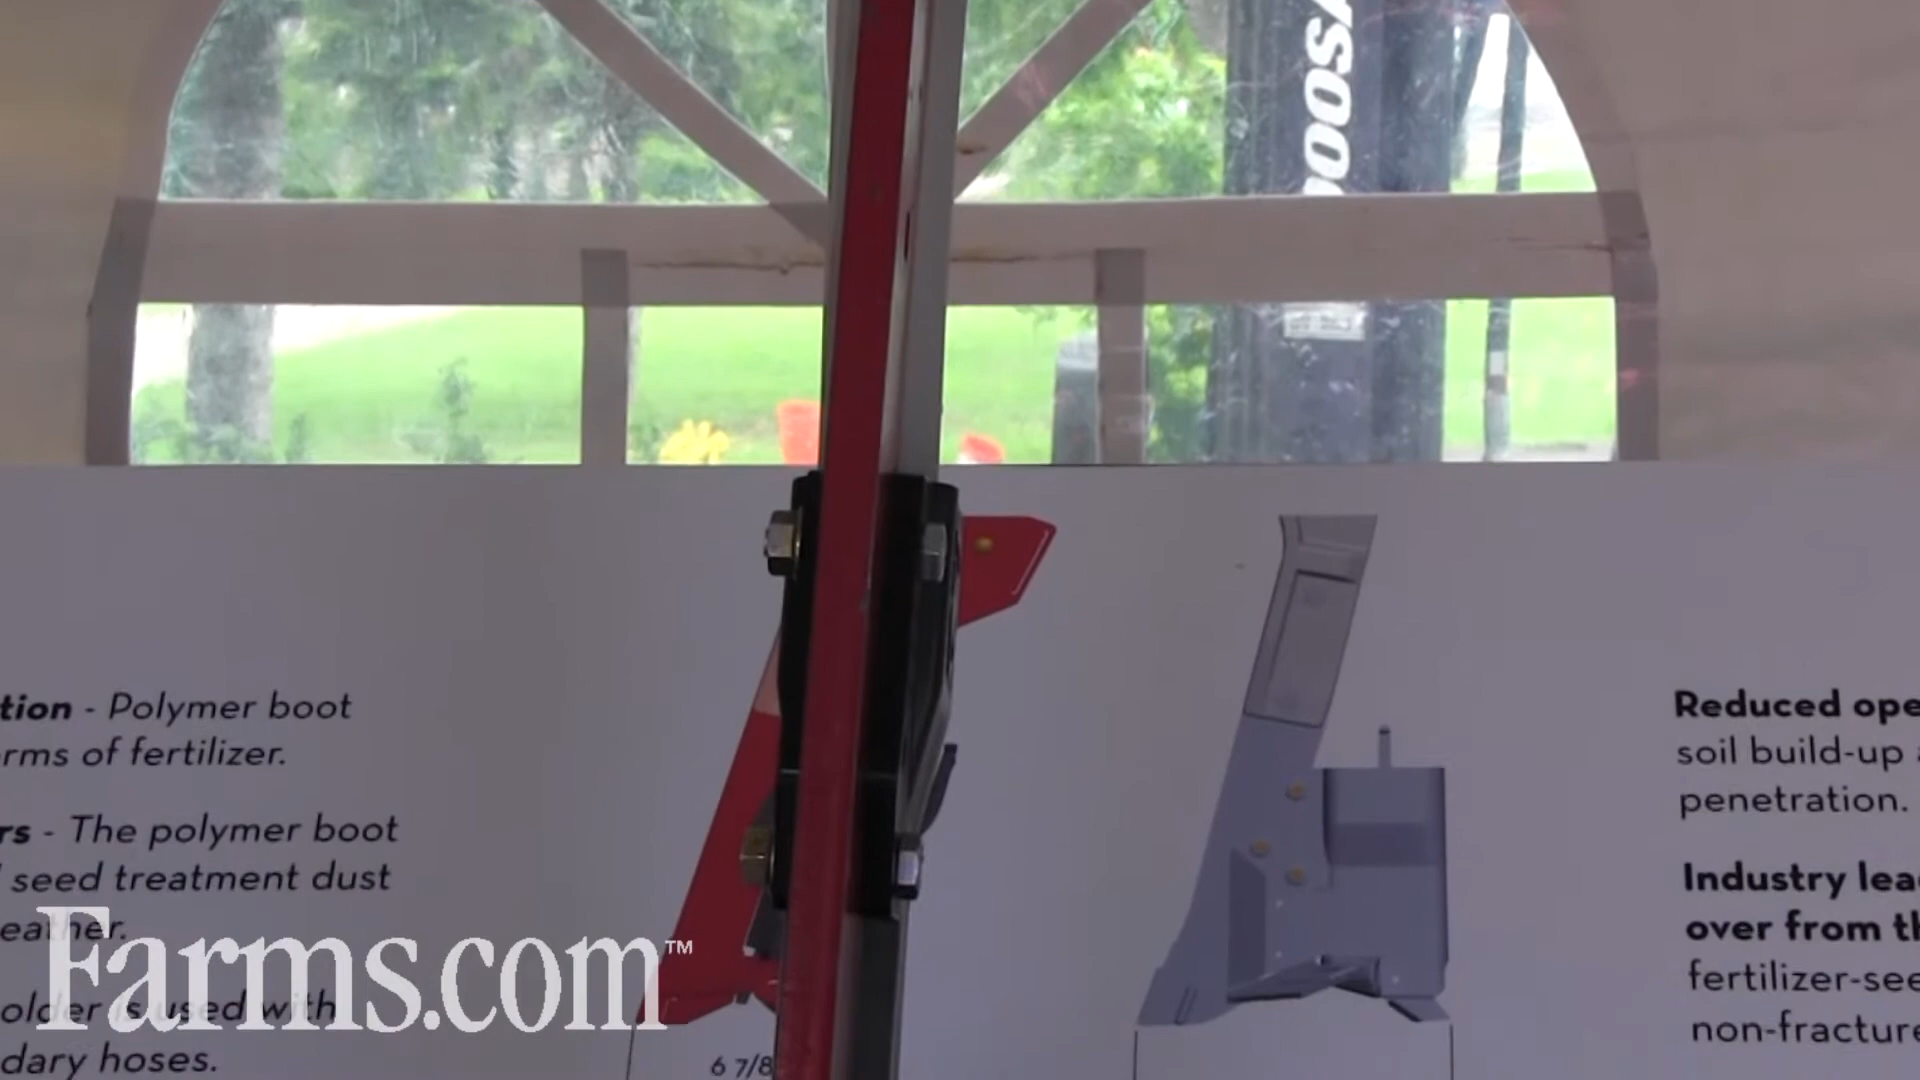 tion - Polymer boot
rms of fertilizer.
rs - The polymer boot
seed treatment dust
eather.
older is used with
dary hoses.
Farms.com™
6 7/8
Reduced ope
soil build-up
penetration.
Industry lea
over from th
fertilizer-see
non-fracture